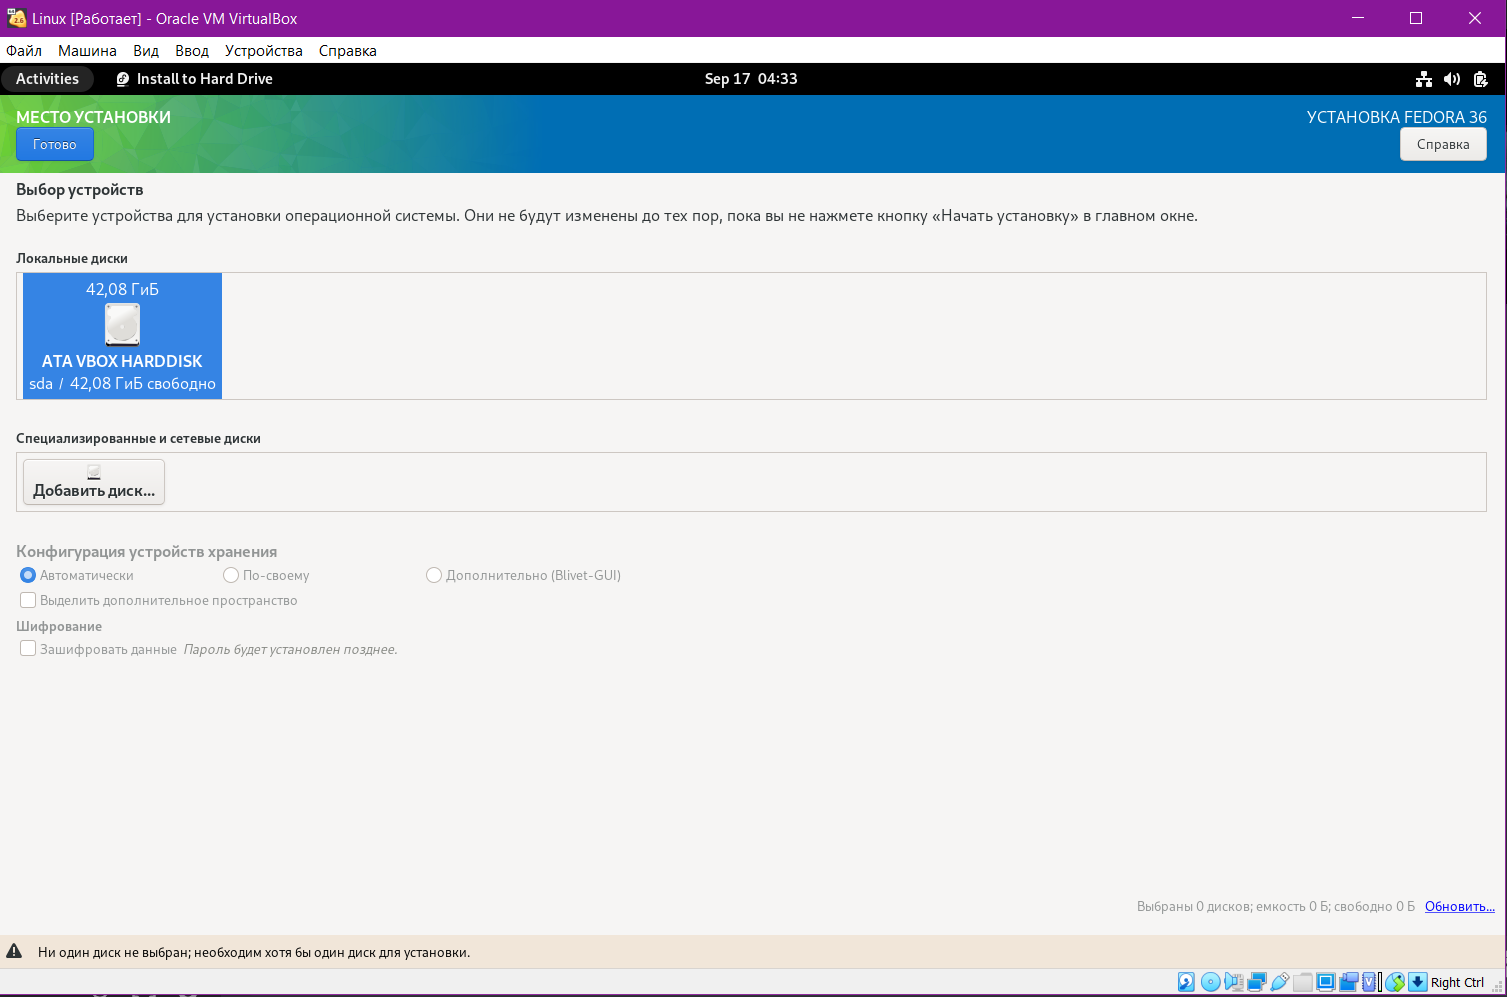 Linux [Работает] - Oracle VM VirtualBox
Файл Машина Вид Ввод Устройства Справка
Activities Install to Hard Drive Sep 17 04:33
МЕСТО УСТАНОВКИ УСТАНОВКА FEDORA 36
Готово Справка
Выбор устройств
Выберите устройства для установки операционной системы. Они не будут изменены до тех пор, пока вы не нажмете кнопку «Начать установку» в главном окне.
Локальные диски
42,08 ГиБ
ATA VBOX HARDDISK
sda / 42,08 ГиБ свободно
Специализированные и сетевые диски
Добавить диск...
Конфигурация устройств хранения
Автоматически По-своему Дополнительно (Blivet-GUI)
Выделить дополнительное пространство
Шифрование
Зашифровать данные Пароль будет установлен позднее.
Выбраны 0 дисков; емкость 0 Б; свободно 0 Б Обновить...
Ни один диск не выбран; необходим хотя бы один диск для установки.
Right Ctrl